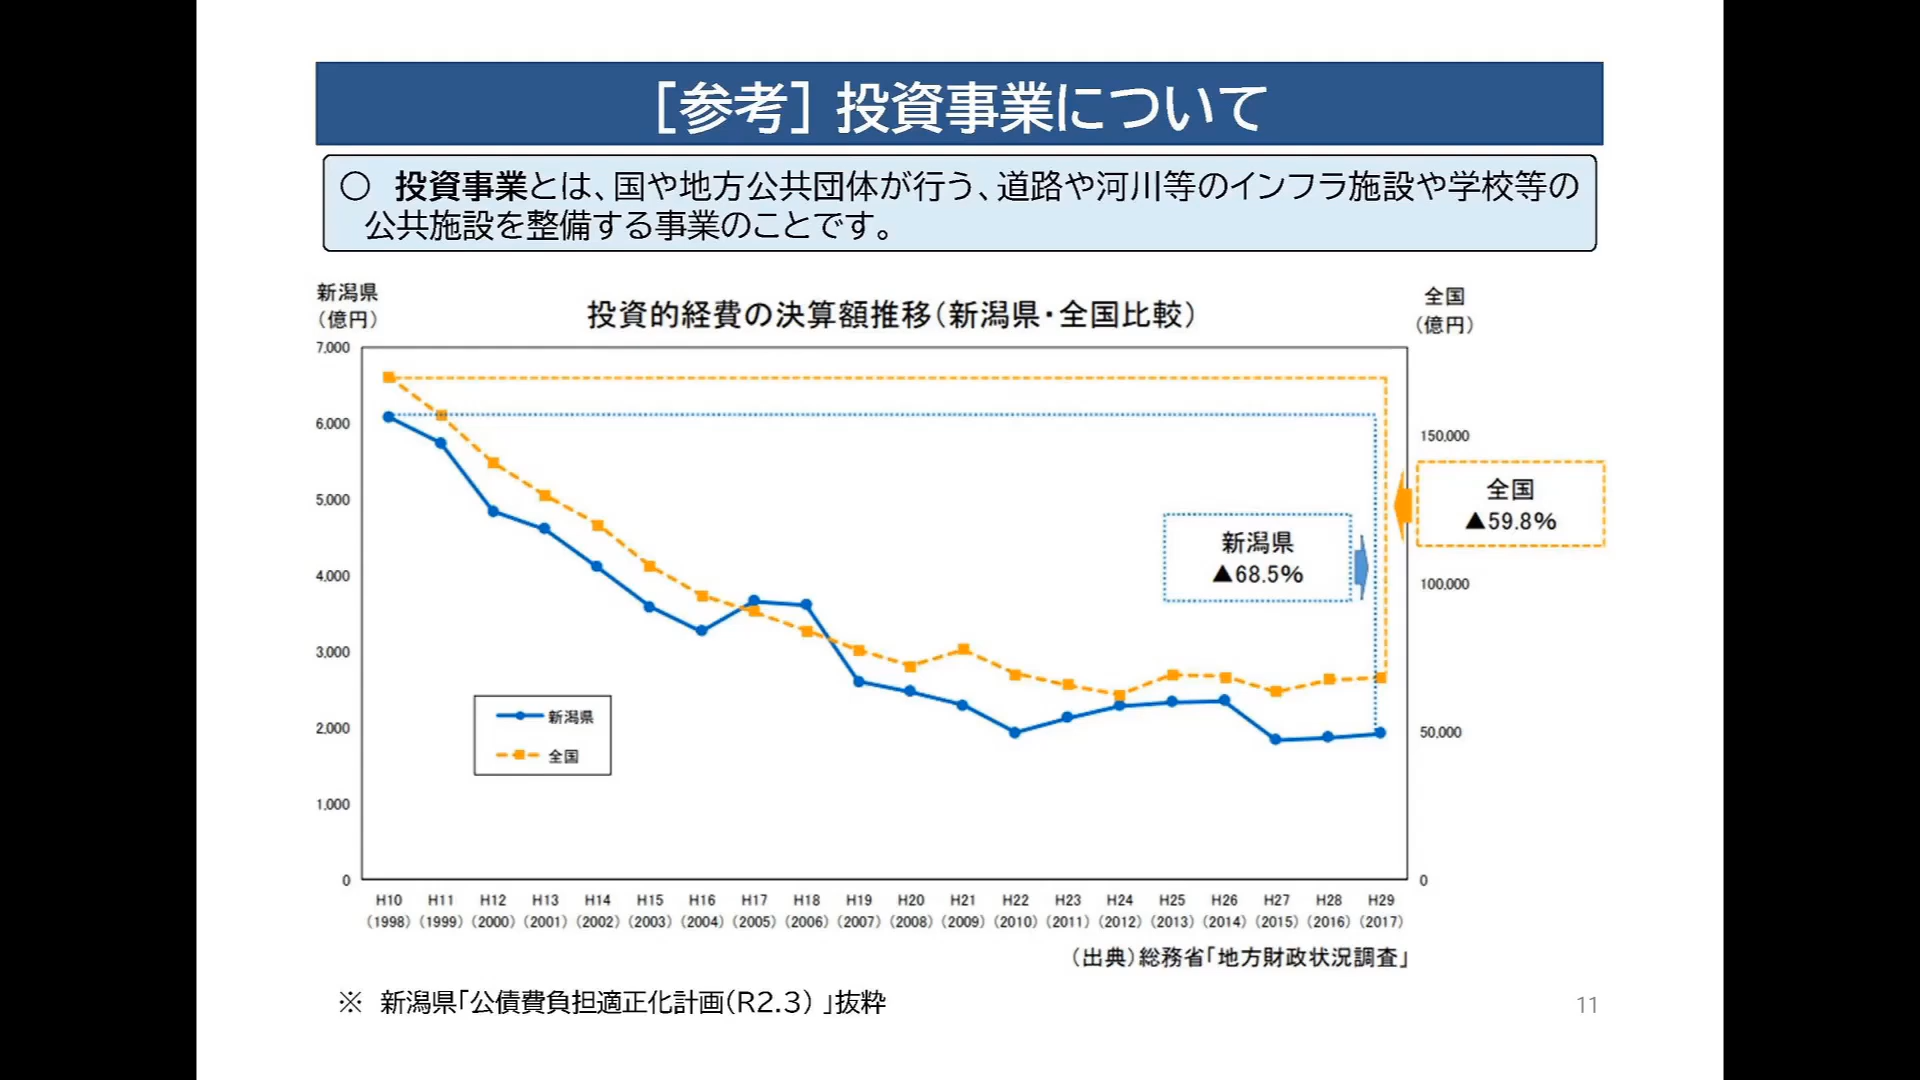 ［参考］ 投資事業について
○　投資事業とは、国や地方公共団体が行う、道路や河川等のインフラ施設や学校等の
公共施設を整備する事業のことです。
新潟県
（億円）
投資的経費の決算額推移（新潟県・全国比較）
全国
（億円）
7,000
6,000
5,000
4,000
3,000
2,000
1,000
0
150,000
100,000
50,000
0
全国
▲59.8%
新潟県
▲68.5%
新潟県
全国
H10 H11 H12 H13 H14 H15 H16 H17 H18 H19 H20 H21 H22 H23 H24 H25 H26 H27 H28 H29
（1998）（1999）（2000）（2001）（2002）（2003）（2004）（2005）（2006）（2007）（2008）（2009）（2010）（2011）（2012）（2013）（2014）（2015）（2016）（2017）
（出典）総務省「地方財政状況調査」
※　新潟県「公債費負担適正化計画（R2.3）」抜粋
11